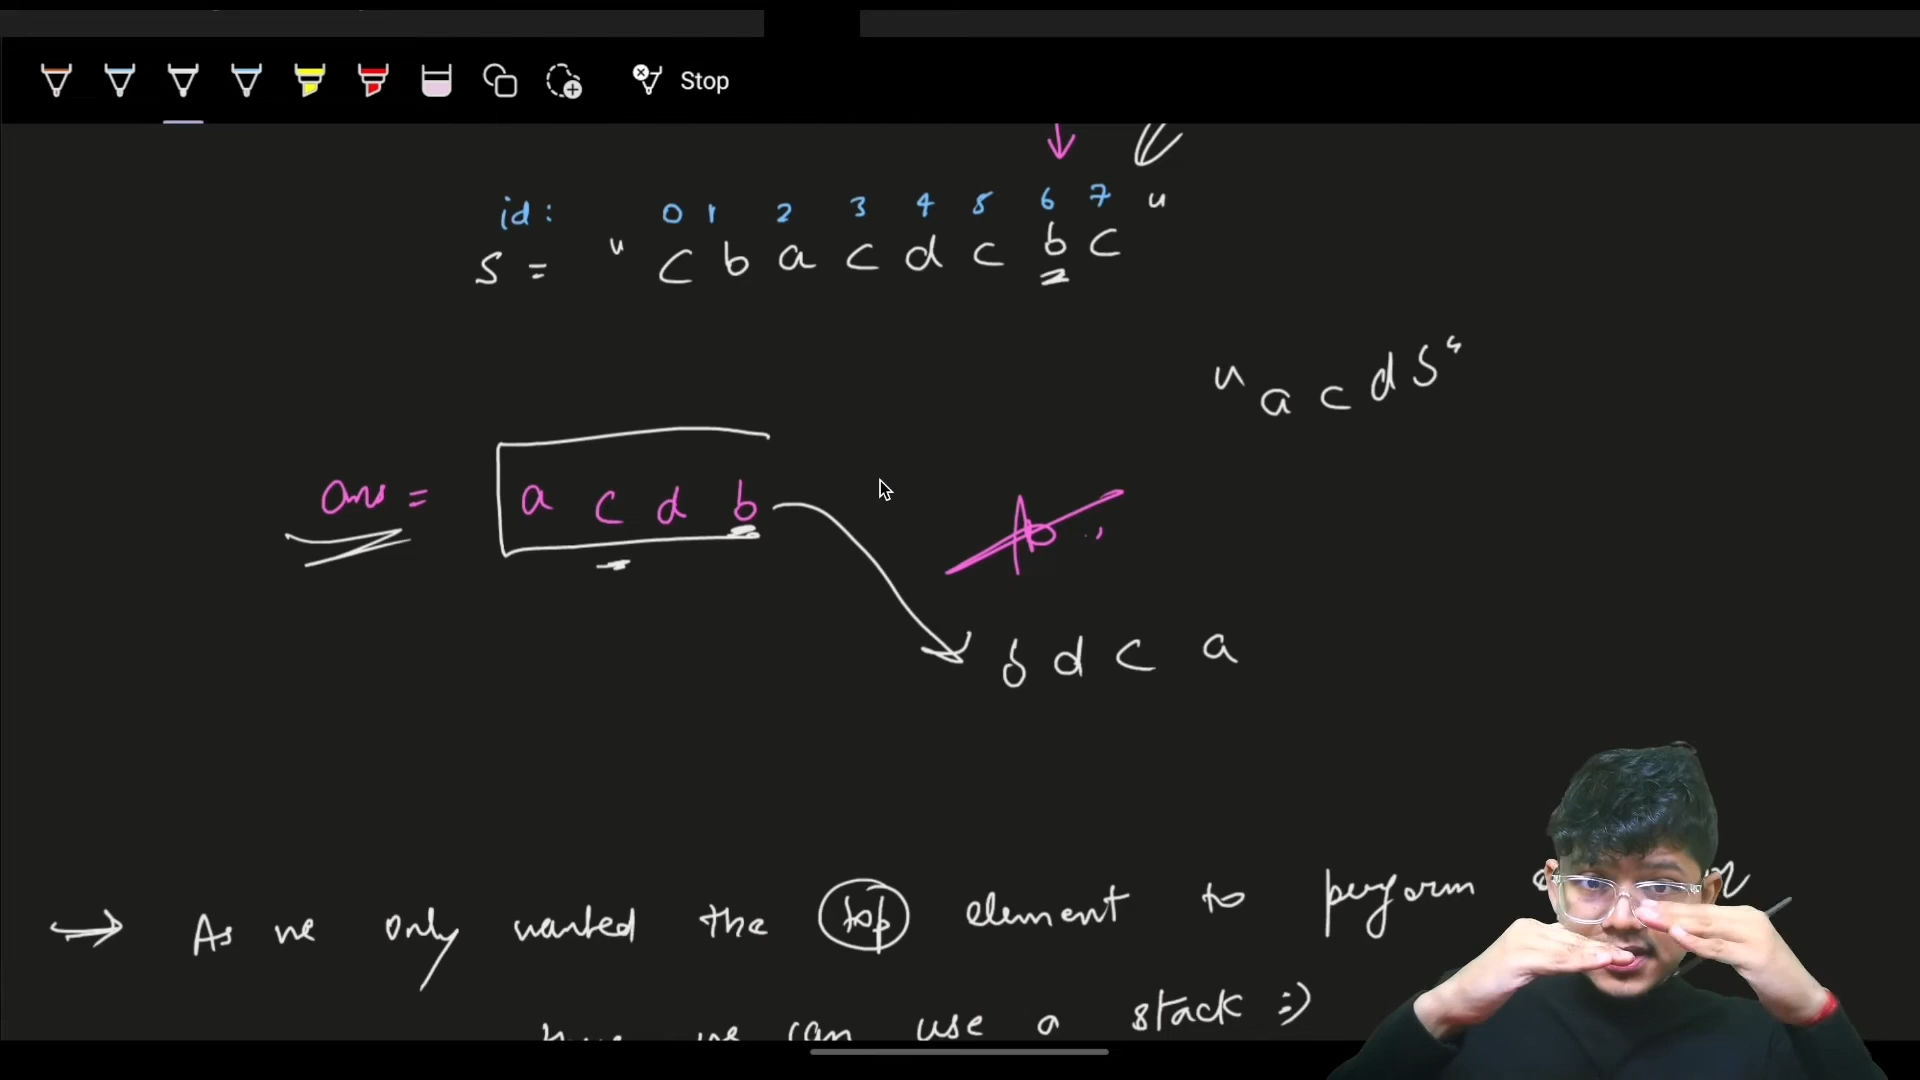 Stop
id: 0 1 2 3 4 5 6 7 "
S = " c b a c d c b c
" a c d b "
ans = a c d b
b d c a
→ As we only wanted the top element to perform
we can use a stack :)